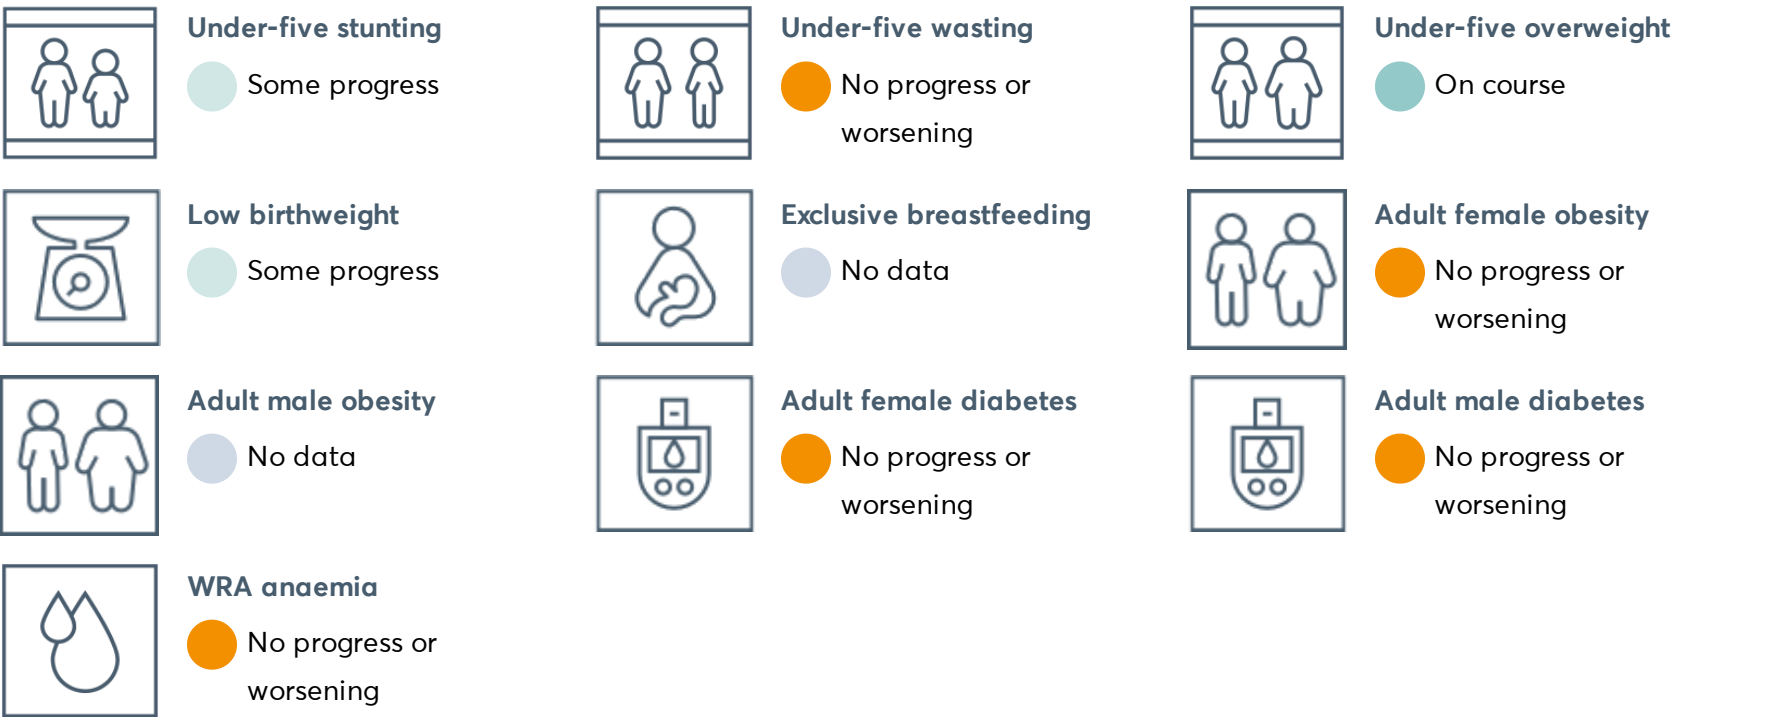 Under-five stunting
Some progress
Under-five wasting
No progress or
worsening
Under-five overweight
On course
Low birthweight
Some progress
Exclusive breastfeeding
No data
Adult female obesity
No progress or
worsening
Adult male obesity
No data
Adult female diabetes
No progress or
worsening
Adult male diabetes
No progress or
worsening
WRA anaemia
No progress or
worsening